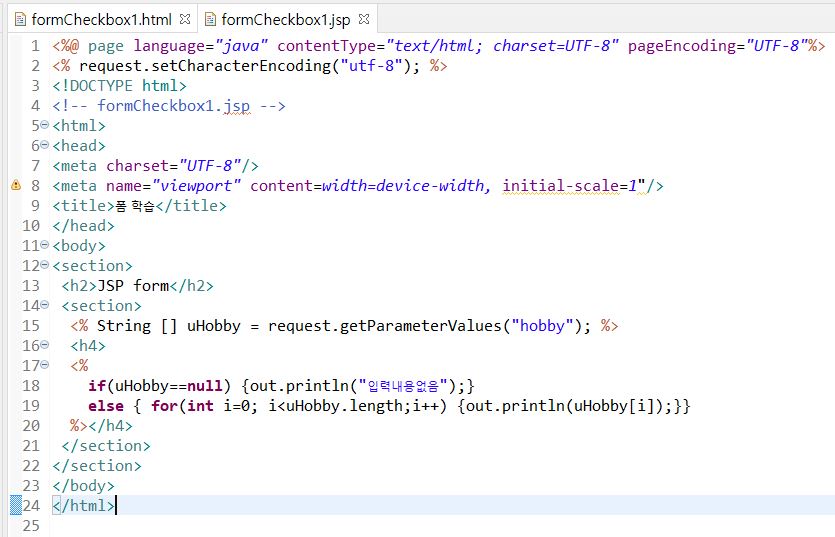 formCheckbox1.html formCheckbox1.jsp
1 <%@ page language="java" contentType="text/html; charset=UTF-8" pageEncoding="UTF-8"%>
2 <% request.setCharacterEncoding("utf-8"); %>
3 <!DOCTYPE html>
4 <!-- formCheckbox1.jsp -->
5 <html>
6 <head>
7 <meta charset="UTF-8"/>
8 <meta name="viewport" content=width=device-width, initial-scale=1"/>
9 <title>폼 학습</title>
10 </head>
11 <body>
12 <section>
13 <h2>JSP form</h2>
14 <section>
15 <% String [] uHobby = request.getParameterValues("hobby"); %>
16 <h4>
17 <%
18 if(uHobby==null) {out.println("입력내용없음");}
19 else { for(int i=0; i<uHobby.length;i++) {out.println(uHobby[i]);}}
20 %></h4>
21 </section>
22 </section>
23 </body>
24 </html>
25